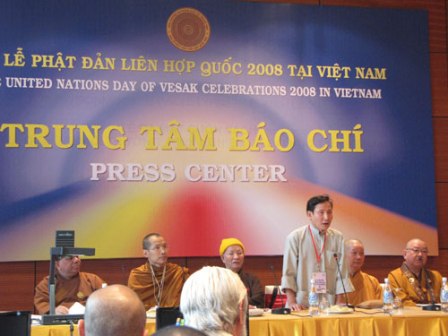 LỄ PHẬT ĐẢN LIÊN HỢP QUỐC 2008 TẠI VIỆT NAM
UNITED NATIONS DAY OF VESAK CELEBRATIONS 2008 IN VIETNAM
TRUNG TÂM BÁO CHÍ
PRESS CENTER